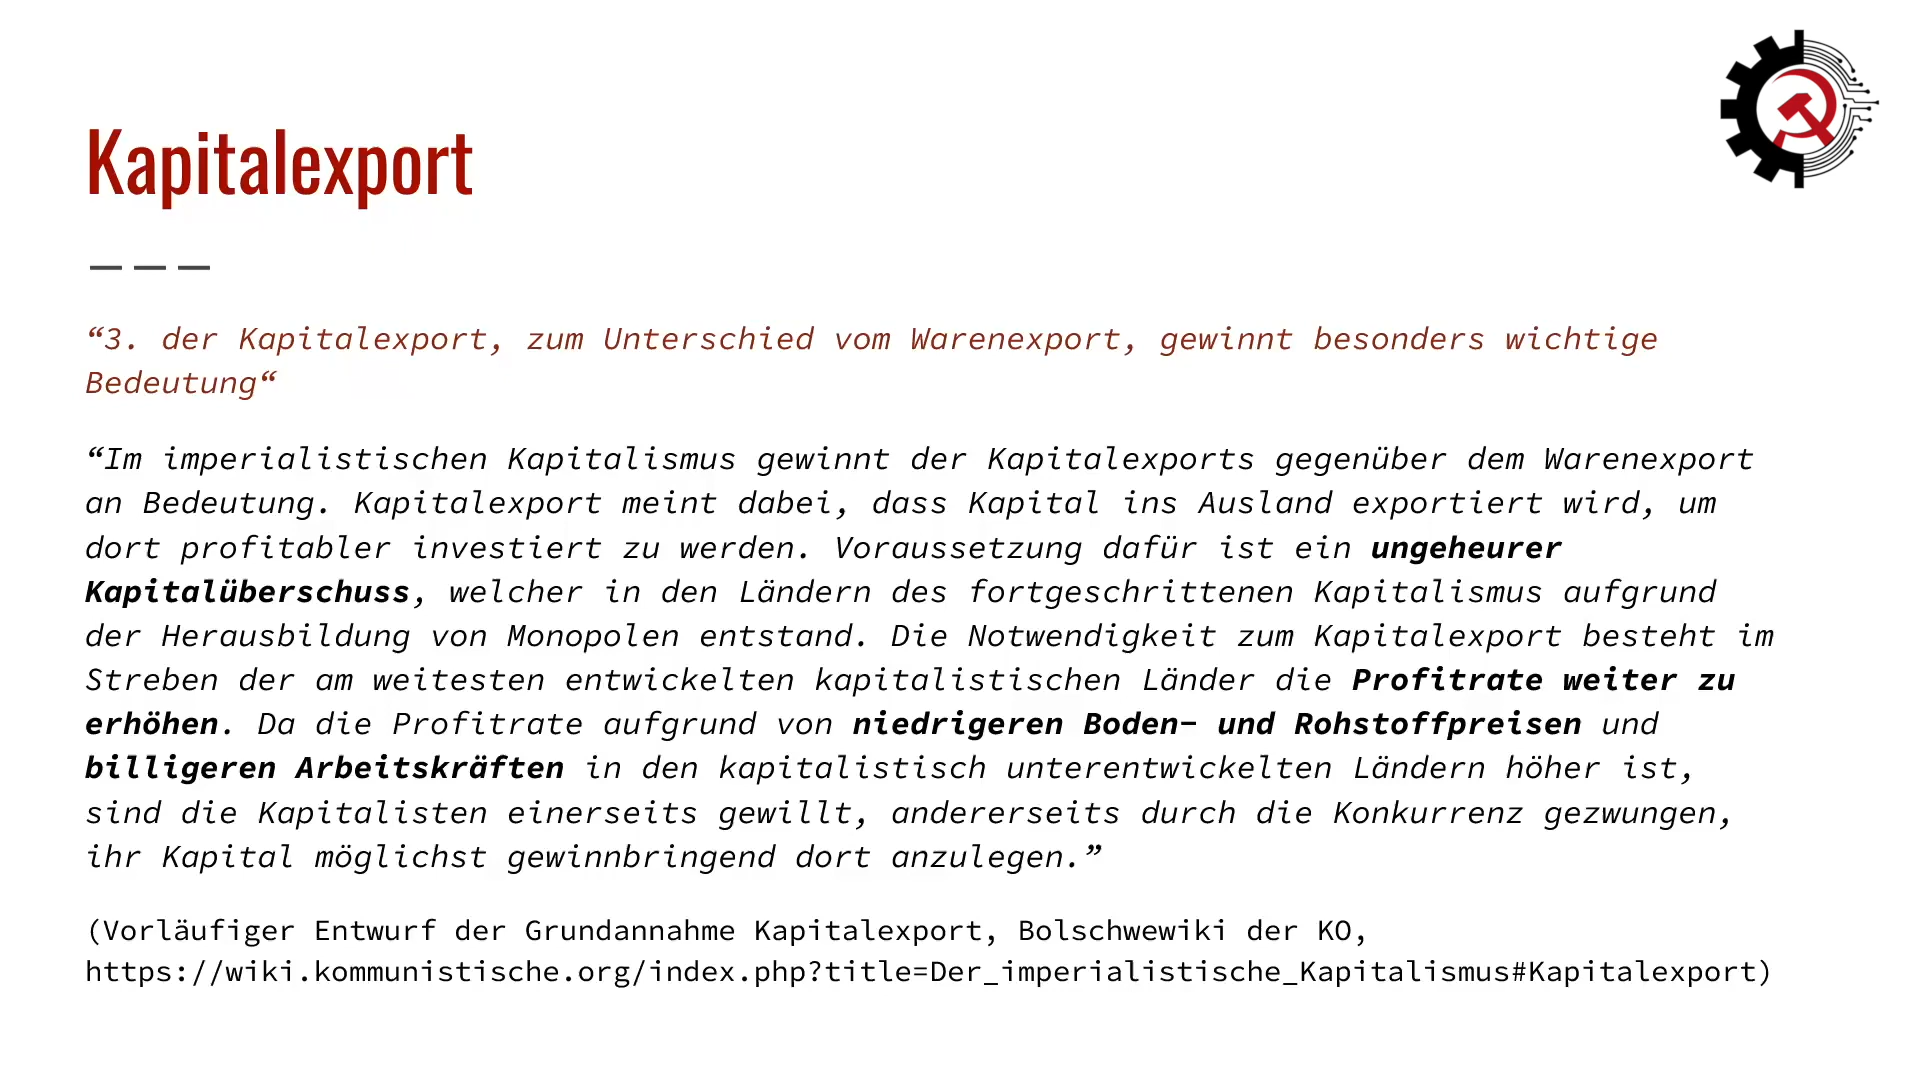 Kapitalexport
“3. der Kapitalexport, zum Unterschied vom Warenexport, gewinnt besonders wichtige
Bedeutung“
“Im imperialistischen Kapitalismus gewinnt der Kapitalexports gegenüber dem Warenexport
an Bedeutung. Kapitalexport meint dabei, dass Kapital ins Ausland exportiert wird, um
dort profitabler investiert zu werden. Voraussetzung dafür ist ein ungeheurer
Kapitalüberschuss, welcher in den Ländern des fortgeschrittenen Kapitalismus aufgrund
der Herausbildung von Monopolen entstand. Die Notwendigkeit zum Kapitalexport besteht im
Streben der am weitesten entwickelten kapitalistischen Länder die Profitrate weiter zu
erhöhen. Da die Profitrate aufgrund von niedrigeren Boden- und Rohstoffpreisen und
billigeren Arbeitskräften in den kapitalistisch unterentwickelten Ländern höher ist,
sind die Kapitalisten einerseits gewillt, andererseits durch die Konkurrenz gezwungen,
ihr Kapital möglichst gewinnbringend dort anzulegen.”
(Vorläufiger Entwurf der Grundannahme Kapitalexport, Bolschwewiki der KO,
https://wiki.kommunistische.org/index.php?title=Der_imperialistische_Kapitalismus#Kapitalexport)